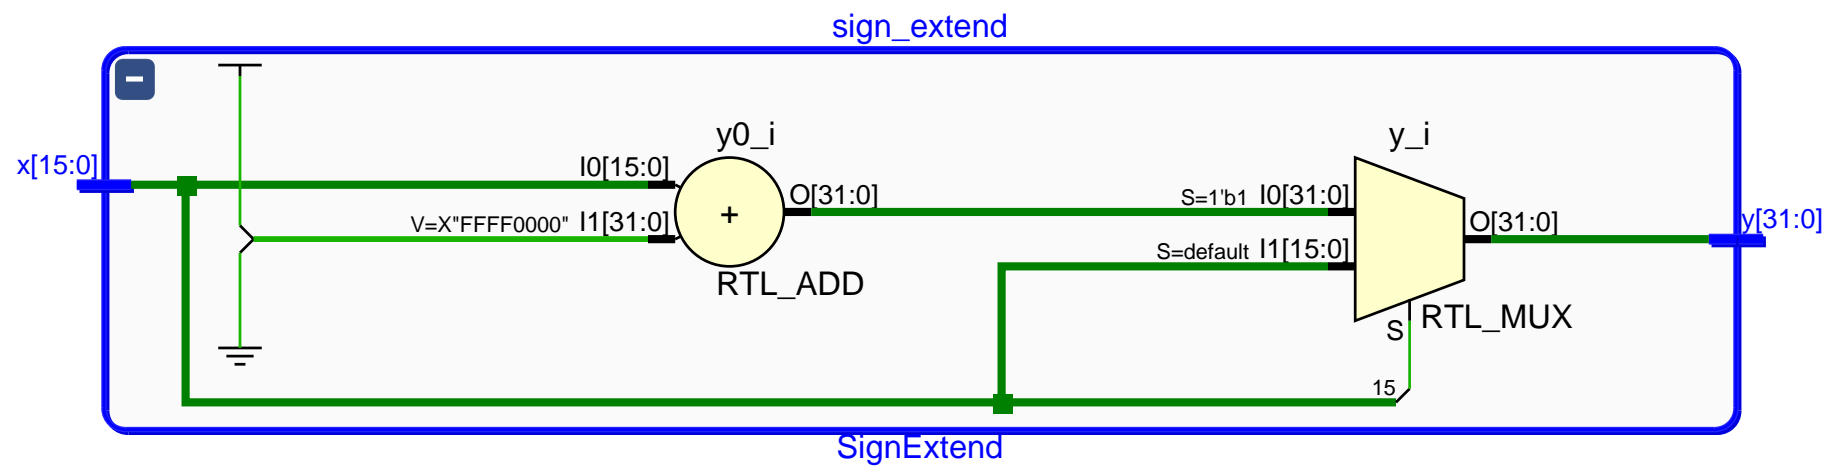 sign_extend
−
x[15:0]
y0_i
I0[15:0]
V=X"FFFF0000" I1[31:0]
+
O[31:0]
RTL_ADD
y_i
S=1'b1 I0[31:0]
S=default I1[15:0]
O[31:0]
S
RTL_MUX
15
y[31:0]
SignExtend